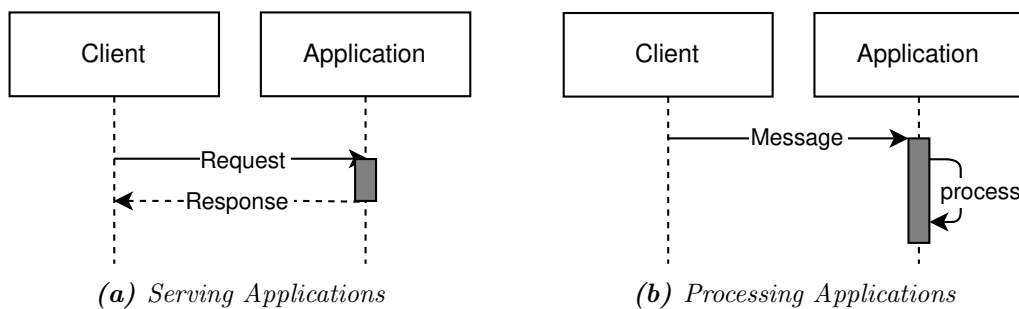 Client
Application
Request
Response
(a) Serving Applications
Client
Application
Message
process
(b) Processing Applications